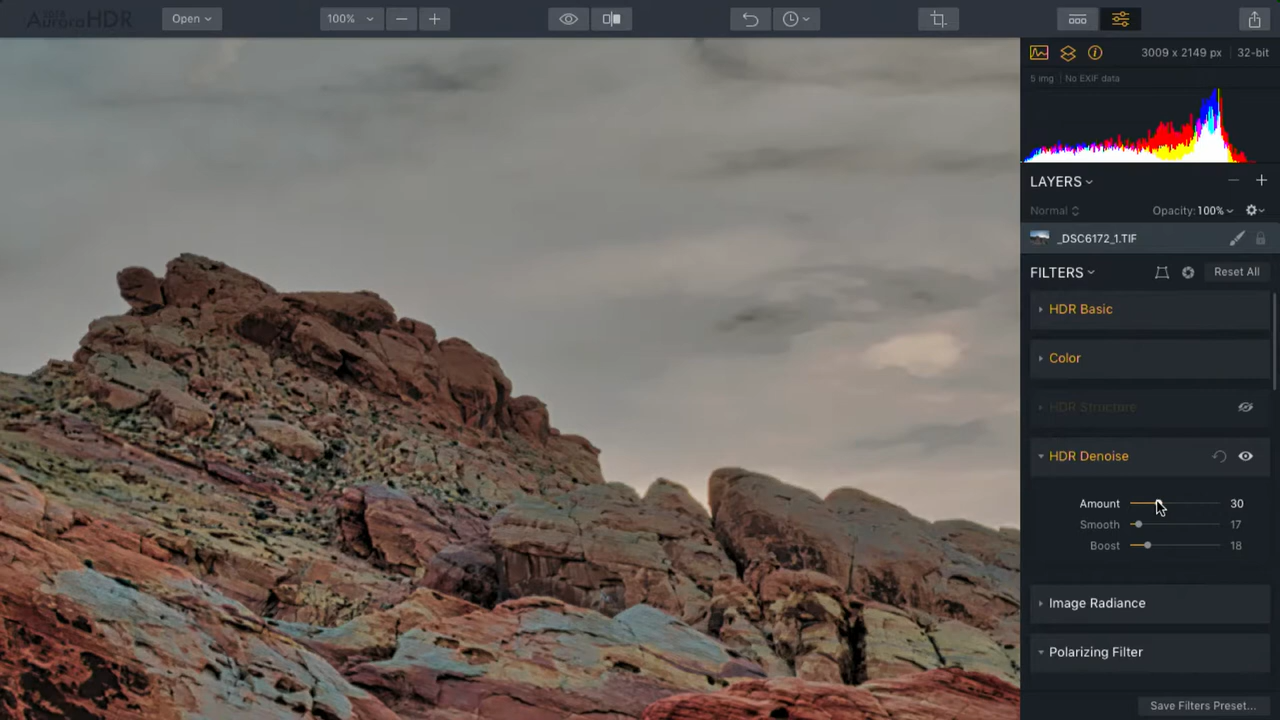 2018
AuroraHDR
Open
100%
3009 x 2149 px
32-bit
5 img
No EXIF data
LAYERS
Normal
Opacity: 100%
_DSC6172_1.TIF
FILTERS
Reset All
HDR Basic
Color
HDR Structure
HDR Denoise
Amount 30
Smooth 17
Boost 18
Image Radiance
Polarizing Filter
Save Filters Preset...